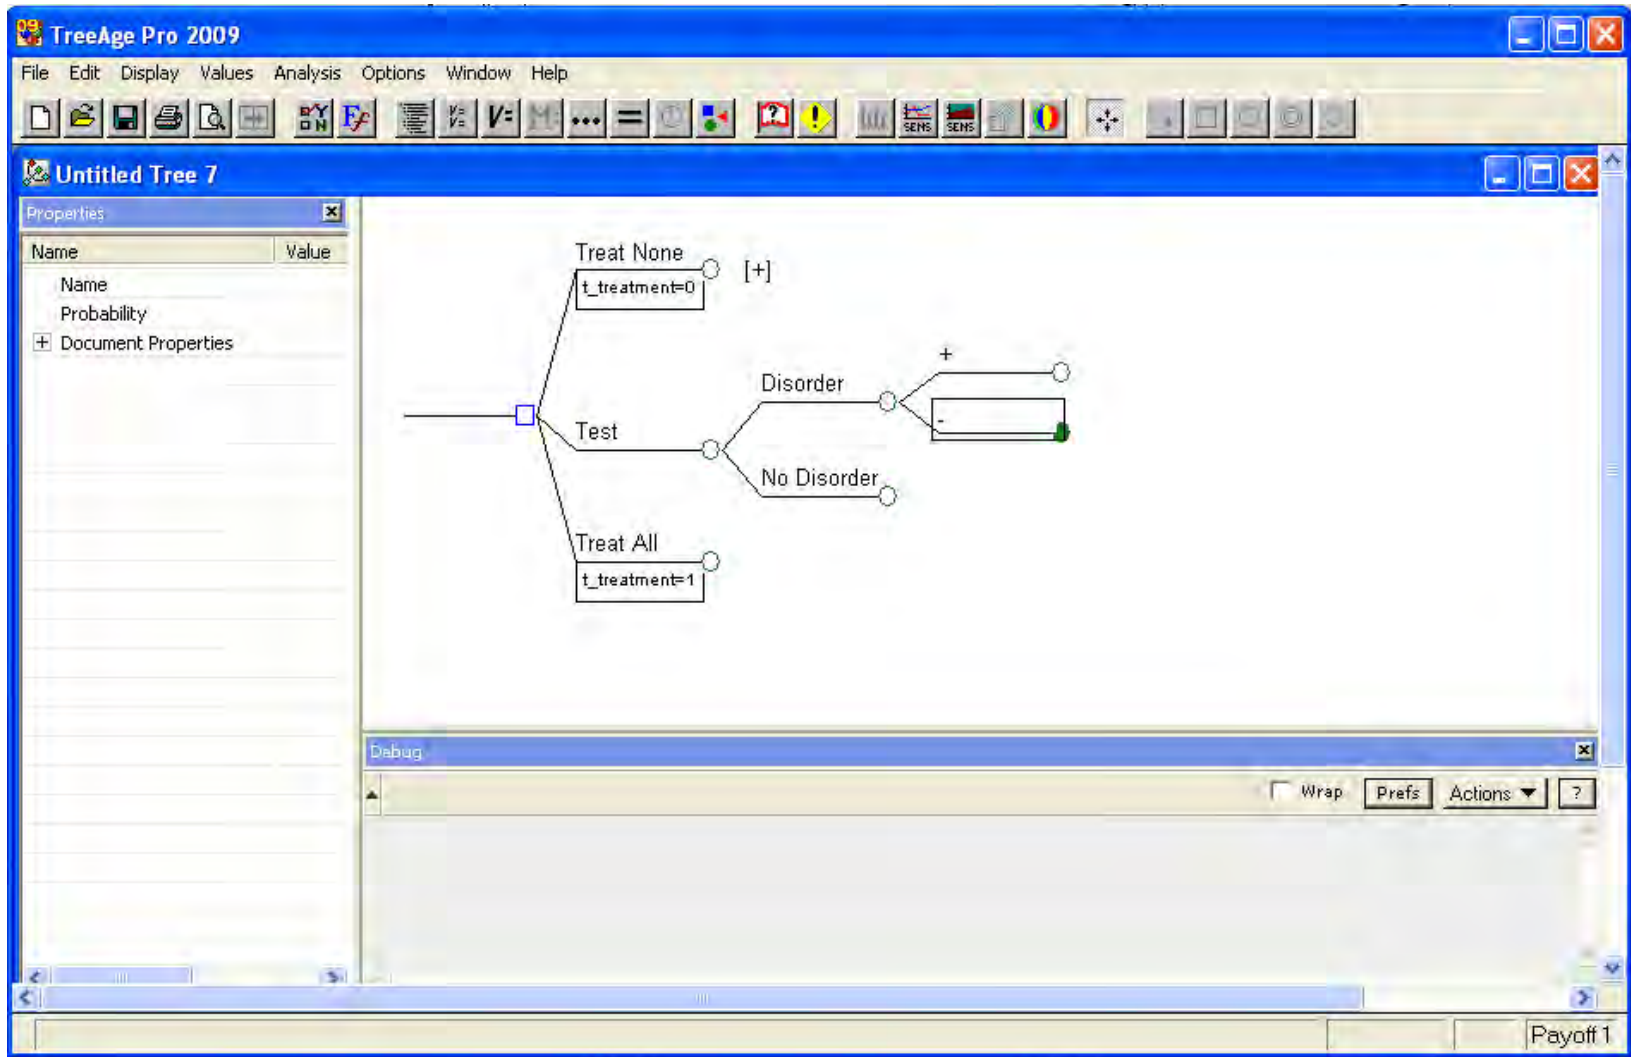 TreeAge Pro 2009
File Edit Display Values Analysis Options Window Help
SENS SENS
Untitled Tree 7
Properties
Name Value
Name
Probability
Document Properties
Treat None
[+]
t_treatment=0
+
Disorder
-
Test
No Disorder
Treat All
t_treatment=1
Debug
Wrap Prefs Actions ?
Payoff 1